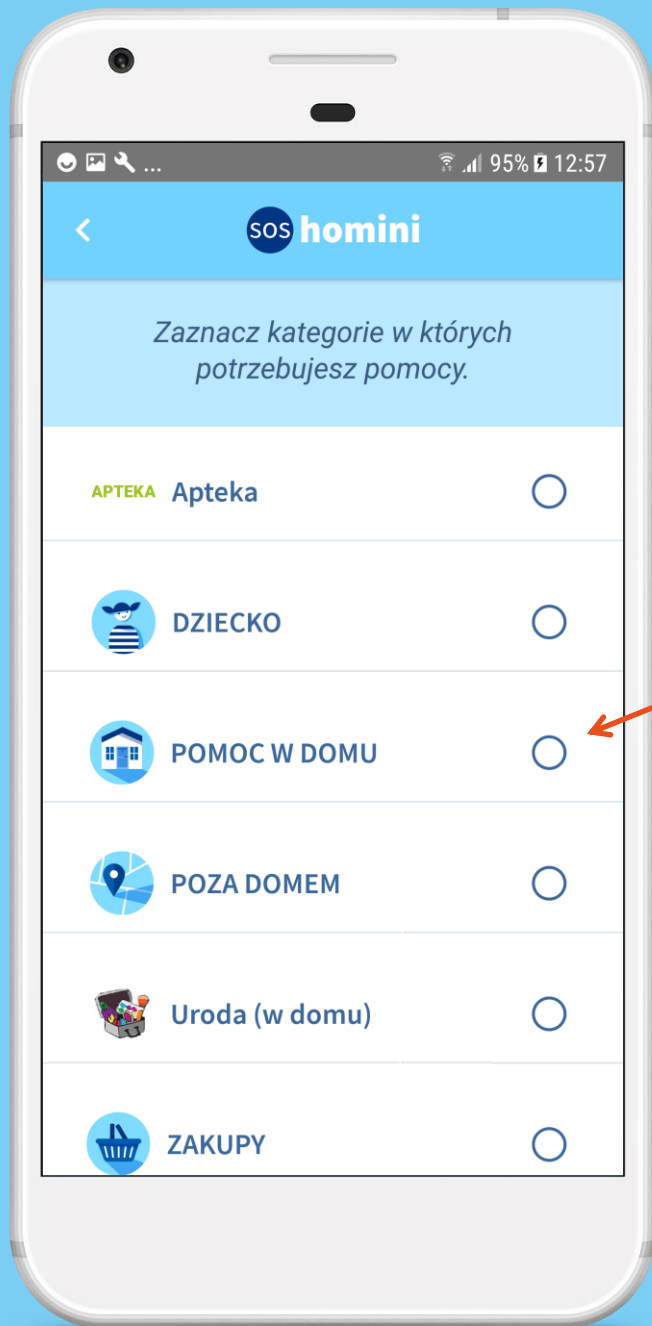 ... 95% 12:57
sos homini
Zaznacz kategorie w których
potrzebujesz pomocy.
APTEKA Apteka
DZIECKO
POMOC W DOMU
POZA DOMEM
Uroda (w domu)
ZAKUPY